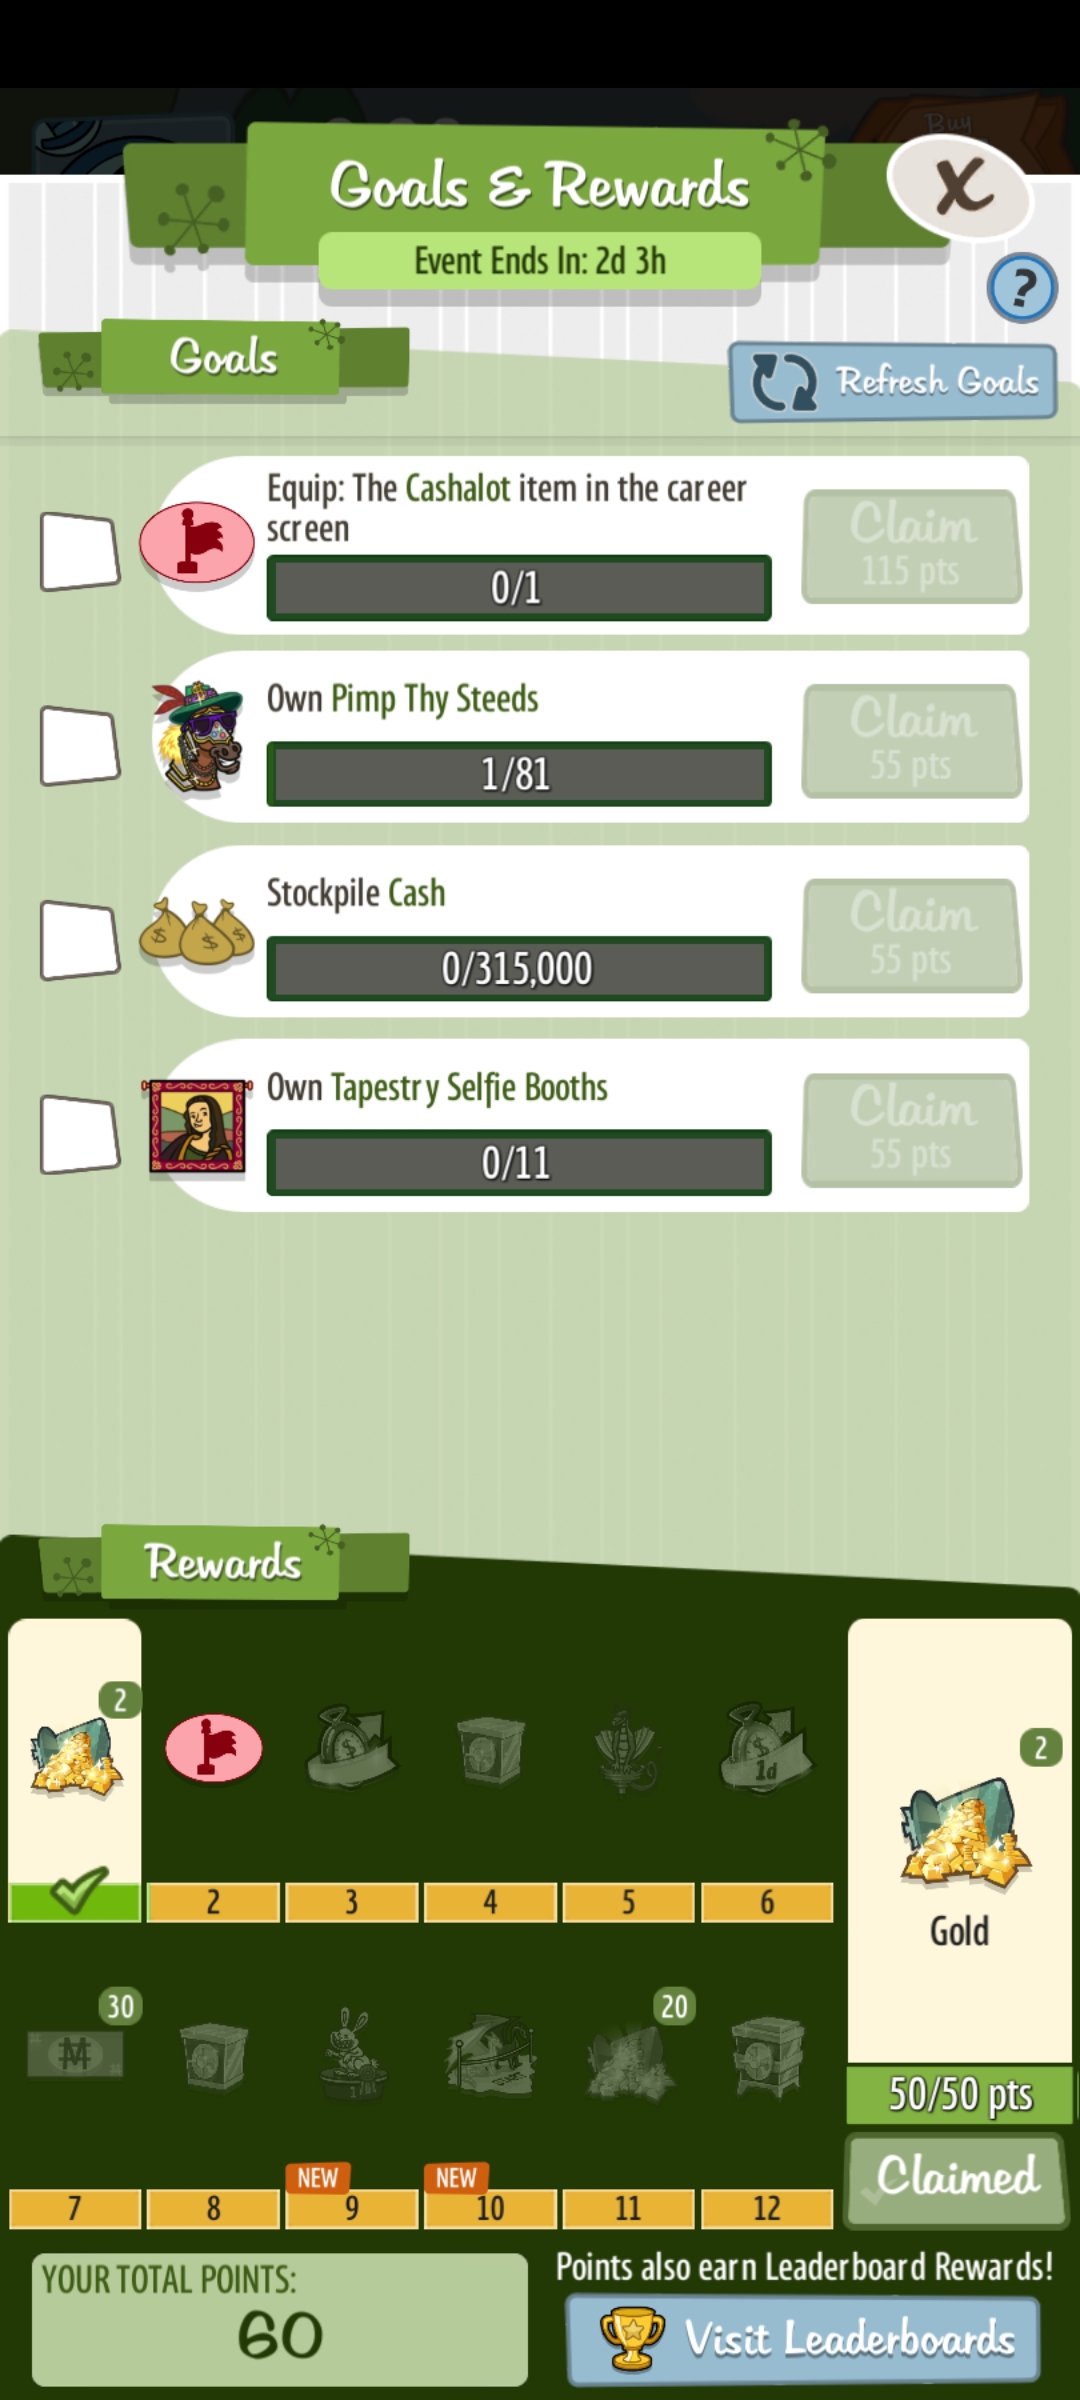 Buy
Goals & Rewards
X
Event Ends In: 2d 3h
?
Goals
Refresh Goals
Equip: The Cashalot item in the career
screen
0/1
Claim
115 pts
Own Pimp Thy Steeds
1/81
Claim
55 pts
Stockpile Cash
0/315,000
Claim
55 pts
Own Tapestry Selfie Booths
0/11
Claim
55 pts
Rewards
2
1d
2
3
4
5
6
2
Gold
30
20
50/50 pts
NEW
NEW
7
8
9
10
11
12
Claimed
YOUR TOTAL POINTS:
60
Points also earn Leaderboard Rewards!
Visit Leaderboards